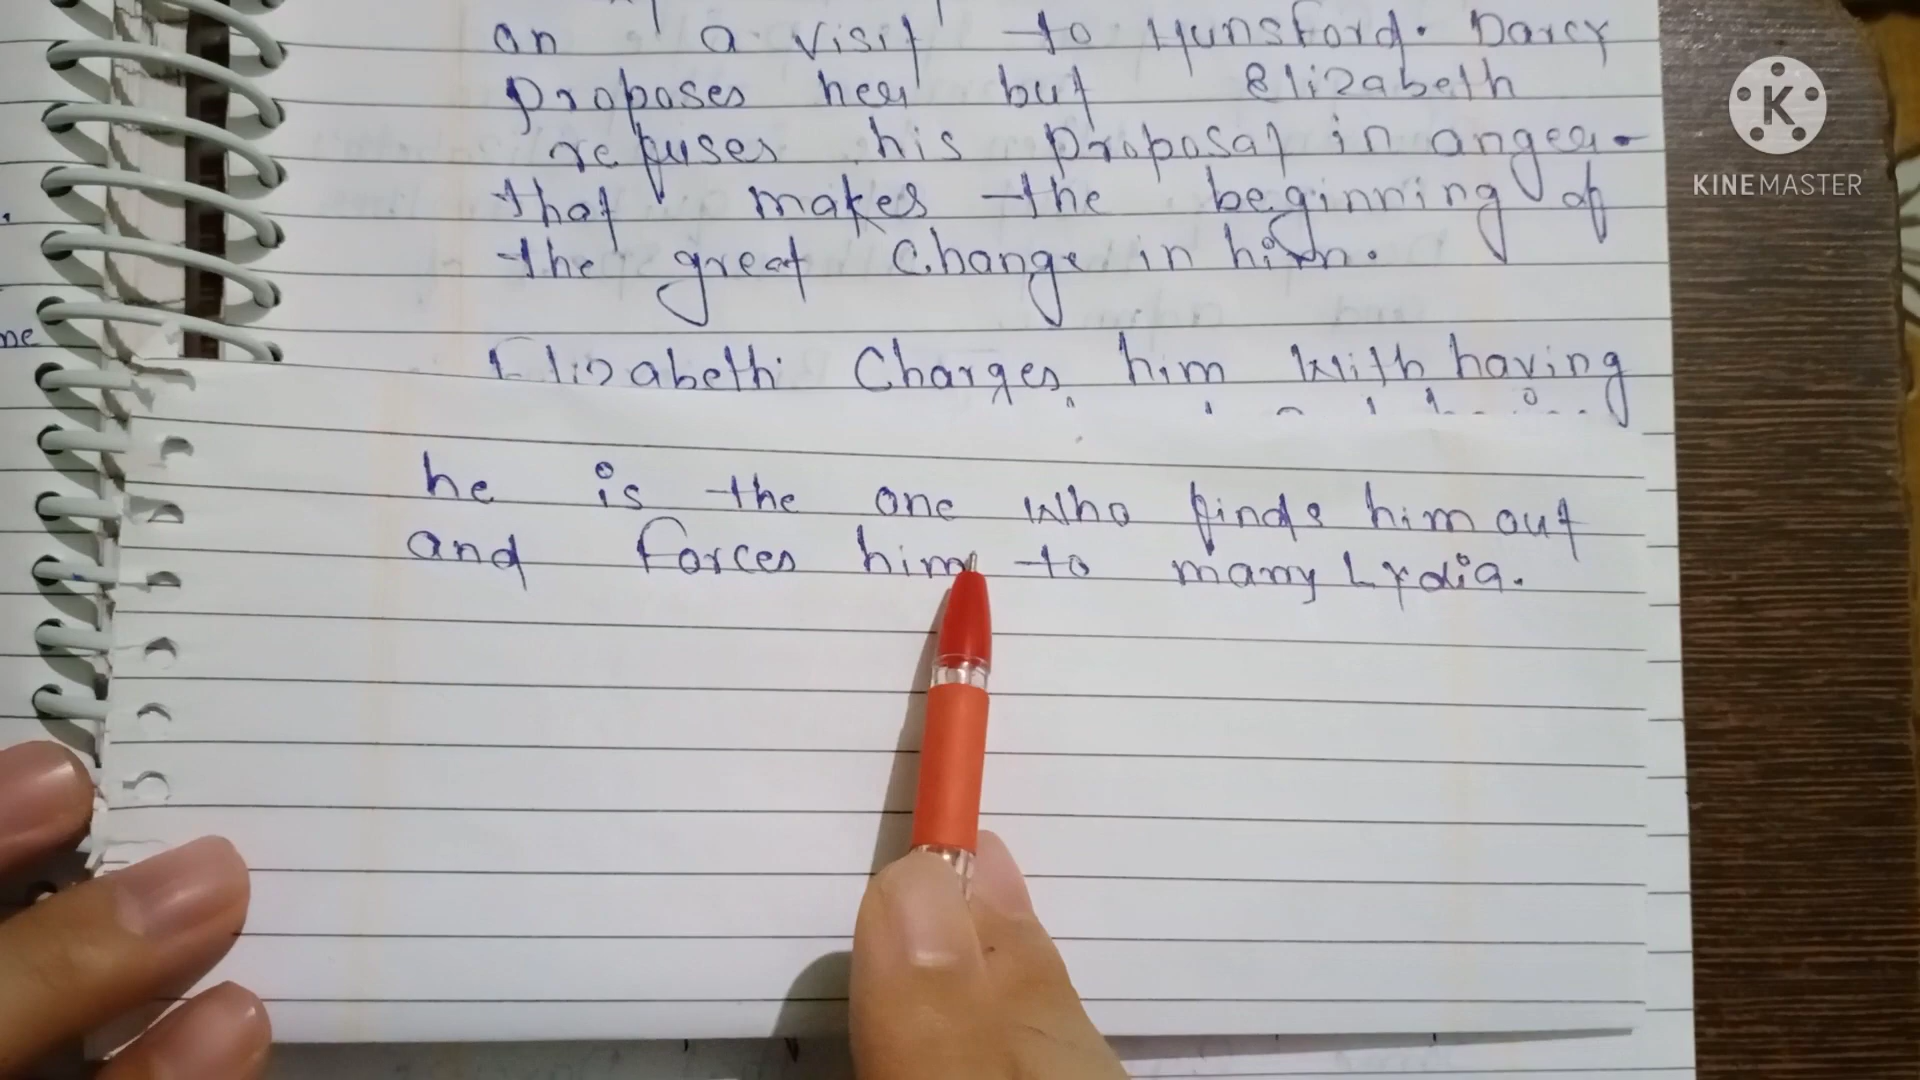 on a visit to Hunsford. Darcy
proposes her but Elizabeth
refuses his proposal in anger.
that makes the beginning of
the great change in him.
Elizabeth Charges him with having
he is the one who finds him out
and forces him to marry Lydia.
ne
K
KINEMASTER